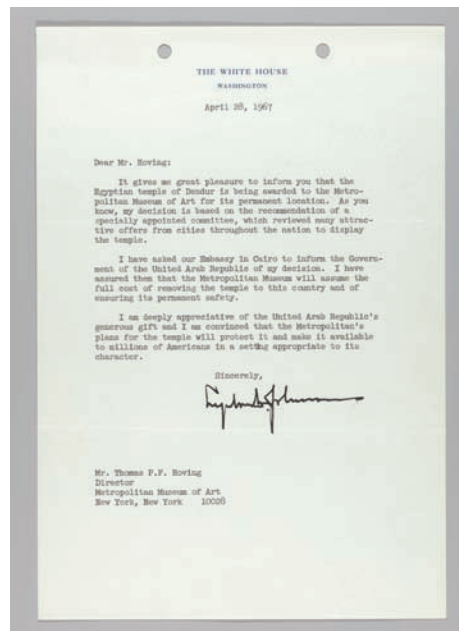 THE WHITE HOUSE
WASHINGTON
April 28, 1967
Dear Mr. Hoving:
It gives me great pleasure to inform you that the
Egyptian temple of Dendur is being awarded to the Metro-
politan Museum of Art for its permanent location. As you
know, my decision is based on the recommendation of a
specially appointed committee, which reviewed many attrac-
tive offers from cities throughout the nation to display
the temple.
I have asked our Embassy in Cairo to inform the Govern-
ment of the United Arab Republic of my decision. I have
assured them that the Metropolitan Museum will assume the
full cost of removing the temple to this country and of
ensuring its permanent safety.
I am deeply appreciative of the United Arab Republic's
generous gift and I am convinced that the Metropolitan's
plans for the temple will protect it and make it available
to millions of Americans in a setting appropriate to its
character.
Sincerely,
Lyndon B. Johnson
Mr. Thomas P.F. Hoving
Director
Metropolitan Museum of Art
New York, New York 10028